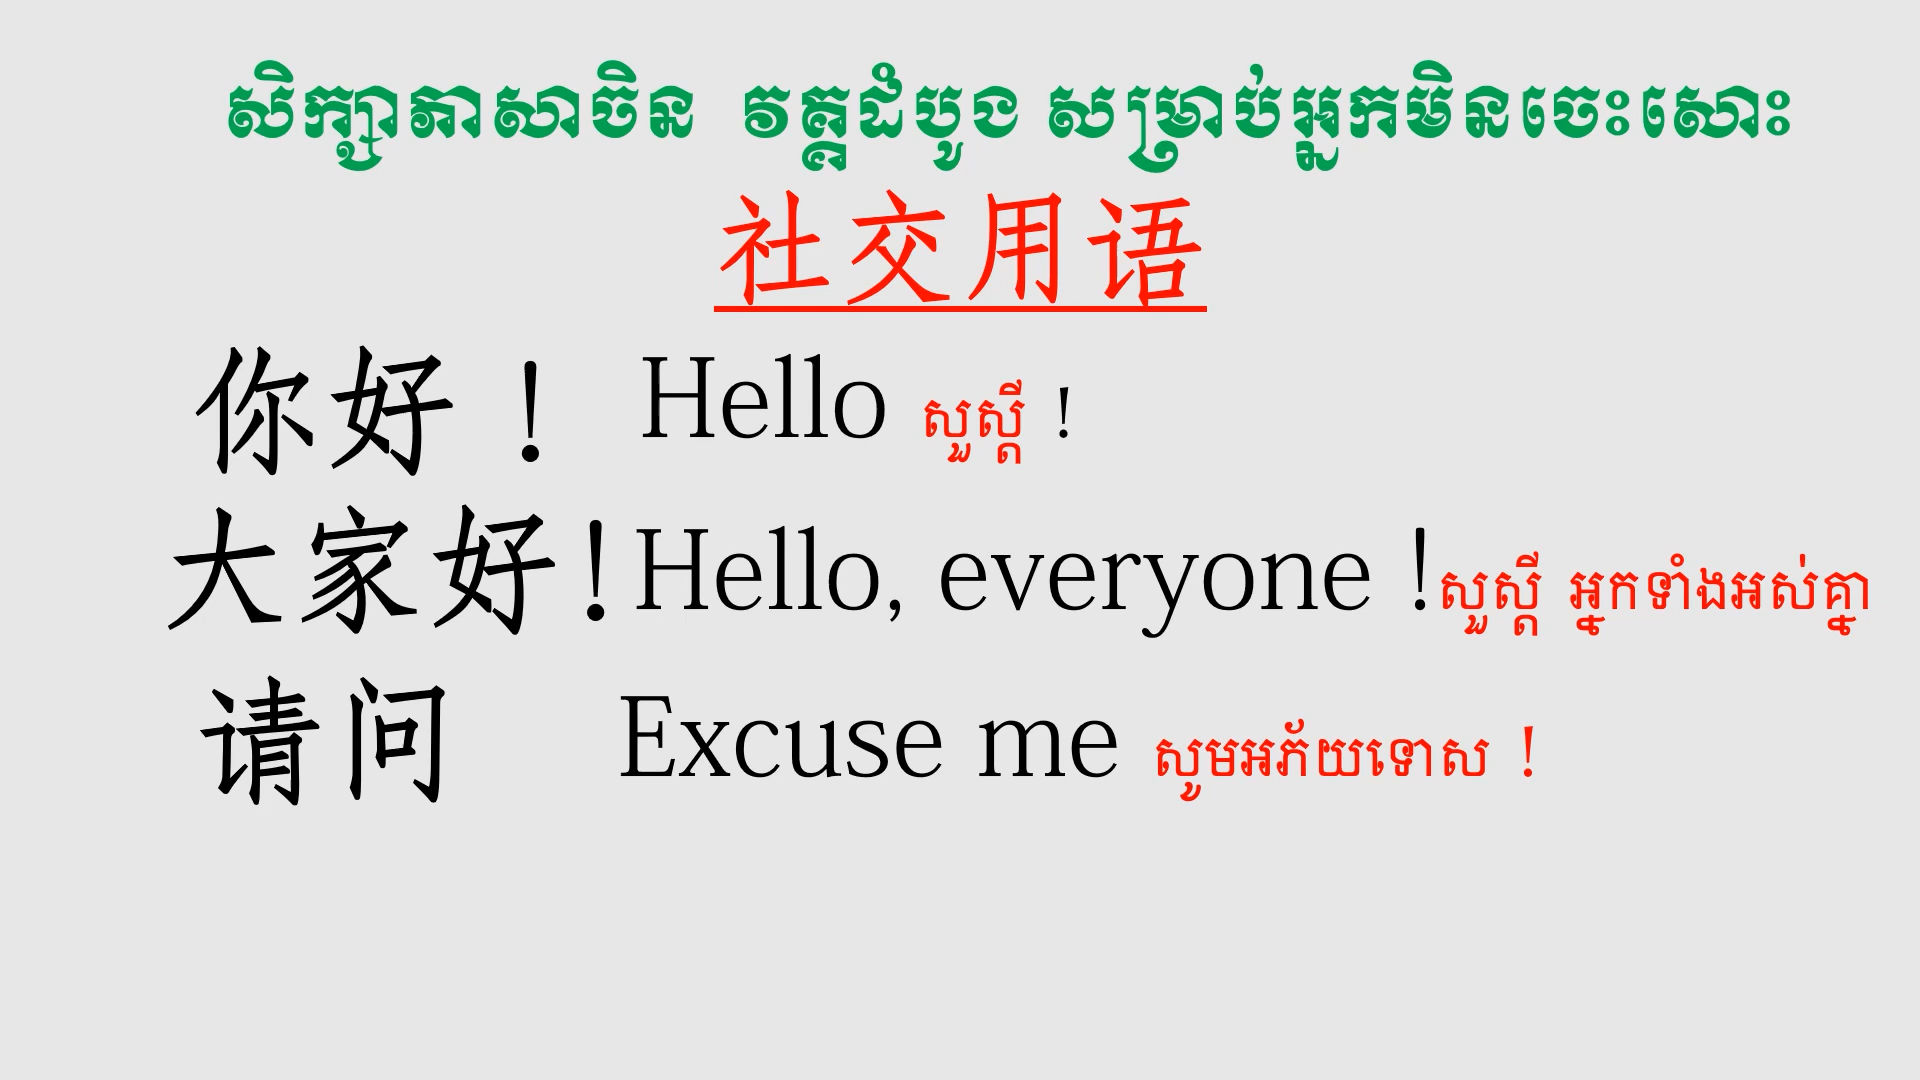 សិក្សាភាសាចិន វគ្គដំបូង សម្រាប់អ្នកមិនចេះសោះ
社交用语
你好！ Hello សួស្តី !
大家好! Hello, everyone ! សួស្តី អ្នកទាំងអស់គ្នា
请问 Excuse me សូមអភ័យទោស !